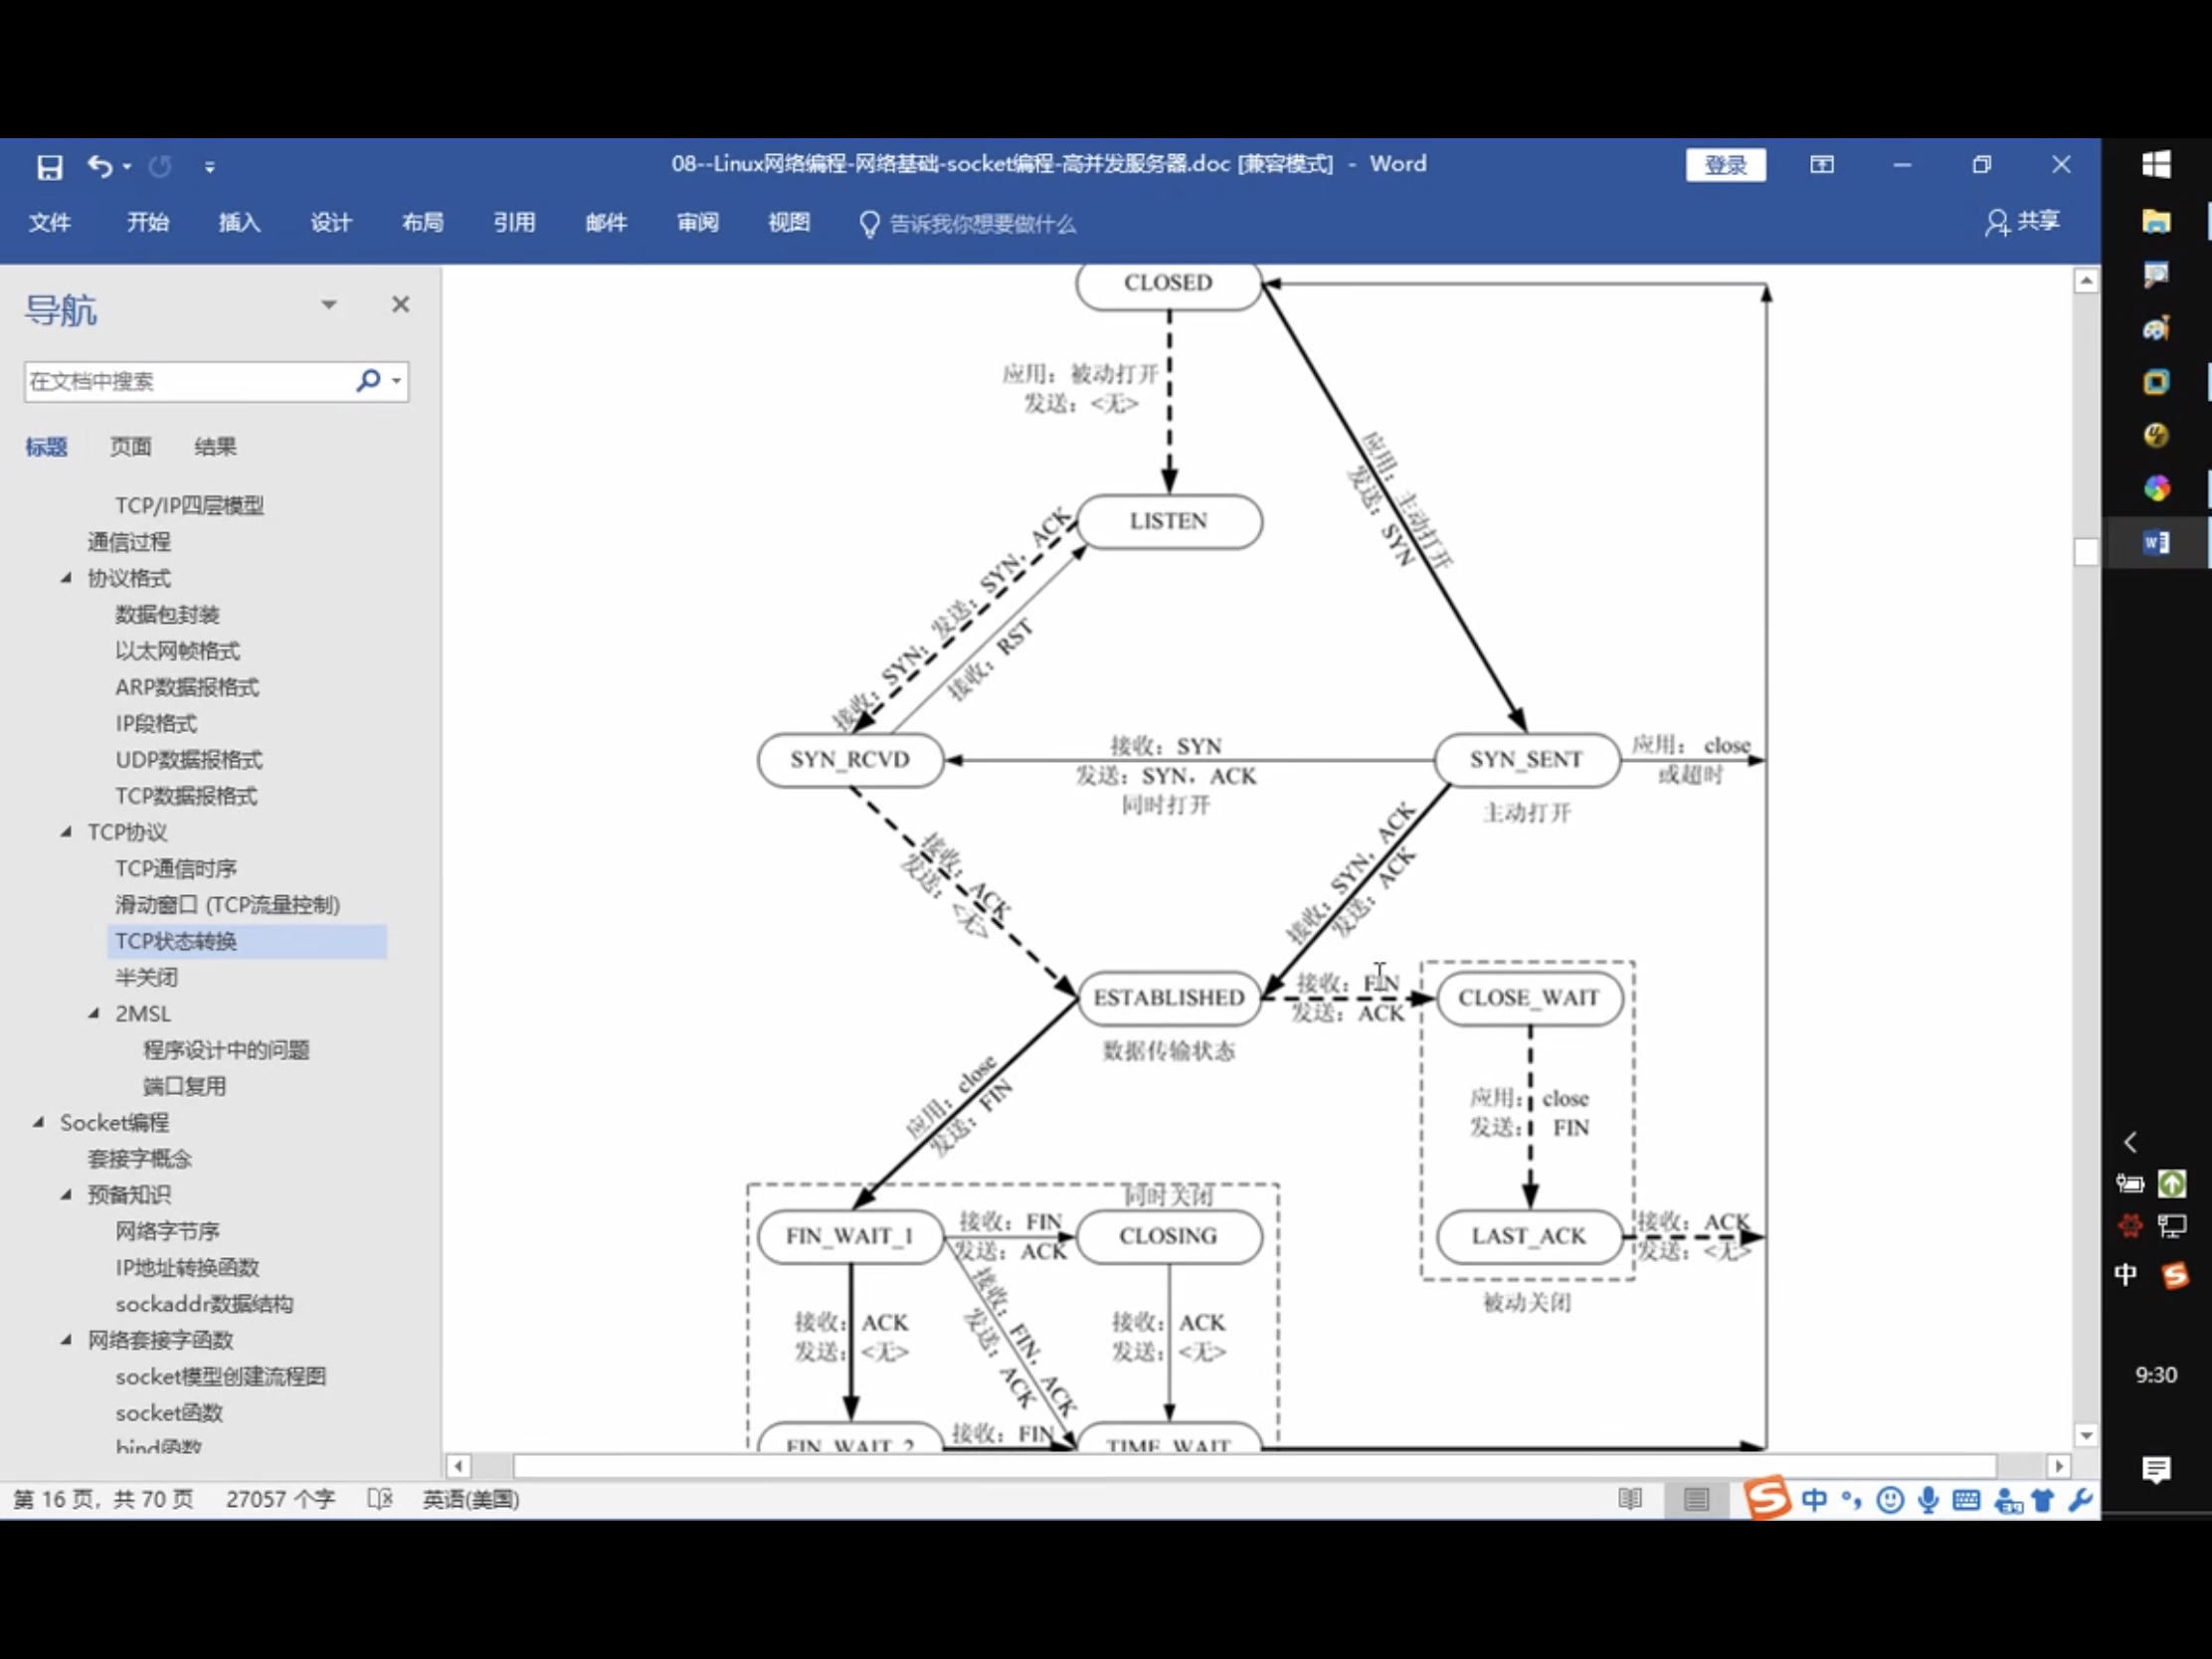 08--Linux网络编程-网络基础-socket编程-高并发服务器.doc [兼容模式] - Word
登录
文件 开始 插入 设计 布局 引用 邮件 审阅 视图 告诉我你想要做什么 共享
导航
在文档中搜索
标题 页面 结果
TCP/IP四层模型
通信过程
协议格式
数据包封装
以太网帧格式
ARP数据报格式
IP段格式
UDP数据报格式
TCP数据报格式
TCP协议
TCP通信时序
滑动窗口 (TCP流量控制)
TCP状态转换
半关闭
2MSL
程序设计中的问题
端口复用
Socket编程
套接字概念
预备知识
网络字节序
IP地址转换函数
sockaddr数据结构
网络套接字函数
socket模型创建流程图
socket函数
bind函数
CLOSED
应用：被动打开
发送：<无>
应用：主动打开
发送：SYN
LISTEN
接收：SYN; 发送：SYN，ACK
接收：RST
SYN_RCVD
接收：SYN
发送：SYN，ACK
同时打开
SYN_SENT
主动打开
应用： close
或超时
接收：ACK
发送：<无>
接收：SYN，ACK
发送：ACK
ESTABLISHED
数据传输状态
接收：FIN
发送：ACK
CLOSE_WAIT
应用：close
发送： FIN
LAST_ACK
接收：ACK
发送：<无>
被动关闭
应用：close
发送：FIN
同时关闭
FIN_WAIT_1
接收：FIN
发送：ACK
CLOSING
接收：ACK
发送：<无>
接收：FIN，ACK
发送：ACK
接收：ACK
发送：<无>
FIN_WAIT_2
接收：FIN
TIME_WAIT
第 16 页，共 70 页 27057 个字 英语(美国)
中
中
9:30